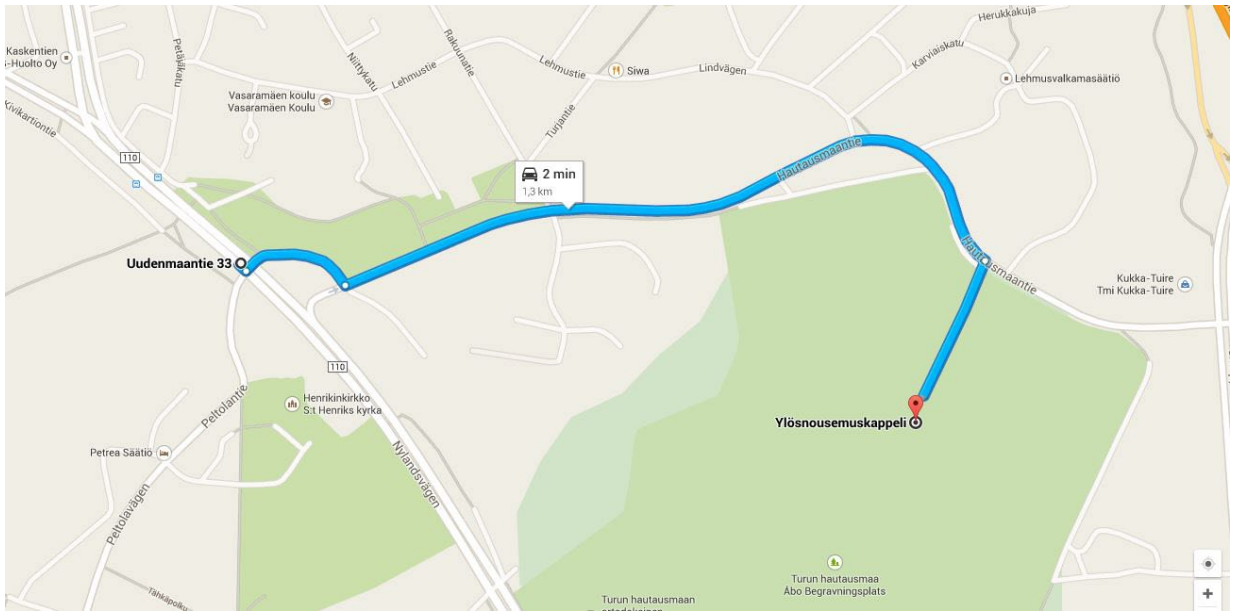 Herukkakuja
Kaskentien
s-Huolto Oy
Petäjäkatu
Niittykatu
Rakuunatie
Lehmustie
Lehmustie
Siwa
Lindvägen
Karviaiskatu
Lehmusvalkamasäätiö
Vasaramäen koulu
Vasaramäen Koulu
Kivikartiontie
Turjantie
110
Hautausmaantie
2 min
1,3 km
Uudenmaantie 33
Hautausmaantie
Kukka-Tuire
Tmi Kukka-Tuire
110
Henrikinkirkko
S:t Henriks kyrka
Peltolantie
Ylösnousemuskappeli
Petrea Säätiö
Nylandsvägen
Peltolavägen
Turun hautausmaa
Åbo Begravningsplats
Tähkäpolku
Turun hautausmaan